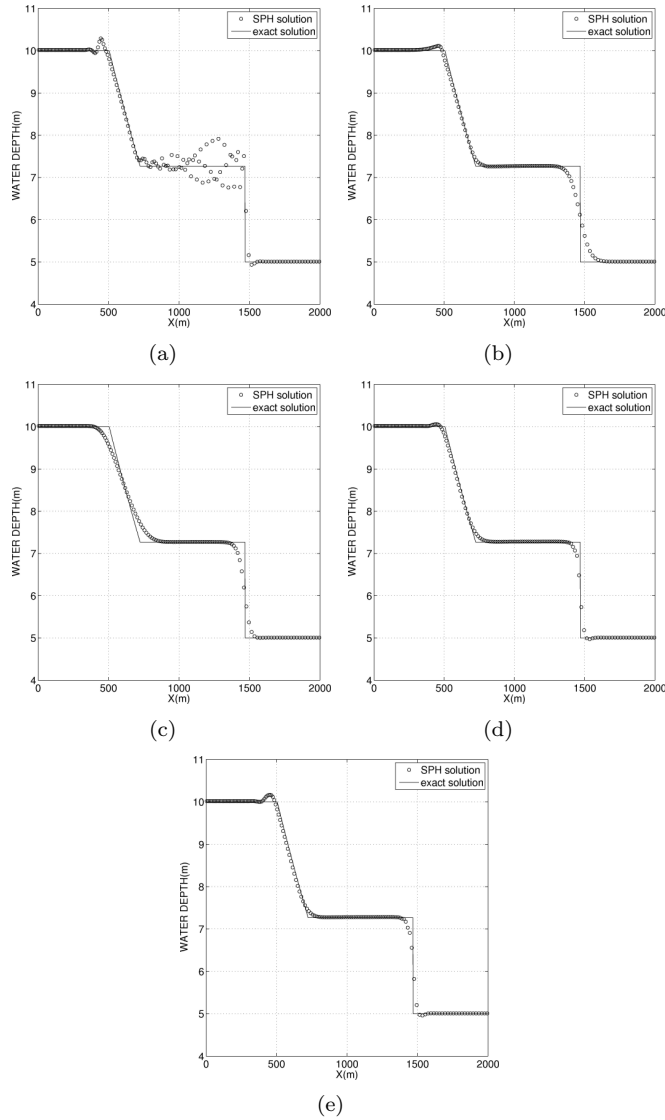 11
10
9
8
7
6
5
4
0
500
1000
1500
2000
WATER DEPTH(m)
X(m)
SPH solution
exact solution
(a)
11
10
9
8
7
6
5
4
0
500
1000
1500
2000
WATER DEPTH(m)
X(m)
SPH solution
exact solution
(b)
11
10
9
8
7
6
5
4
0
500
1000
1500
2000
WATER DEPTH(m)
X(m)
SPH solution
exact solution
(c)
11
10
9
8
7
6
5
4
0
500
1000
1500
2000
WATER DEPTH(m)
X(m)
SPH solution
exact solution
(d)
11
10
9
8
7
6
5
4
0
500
1000
1500
2000
WATER DEPTH(m)
X(m)
SPH solution
exact solution
(e)